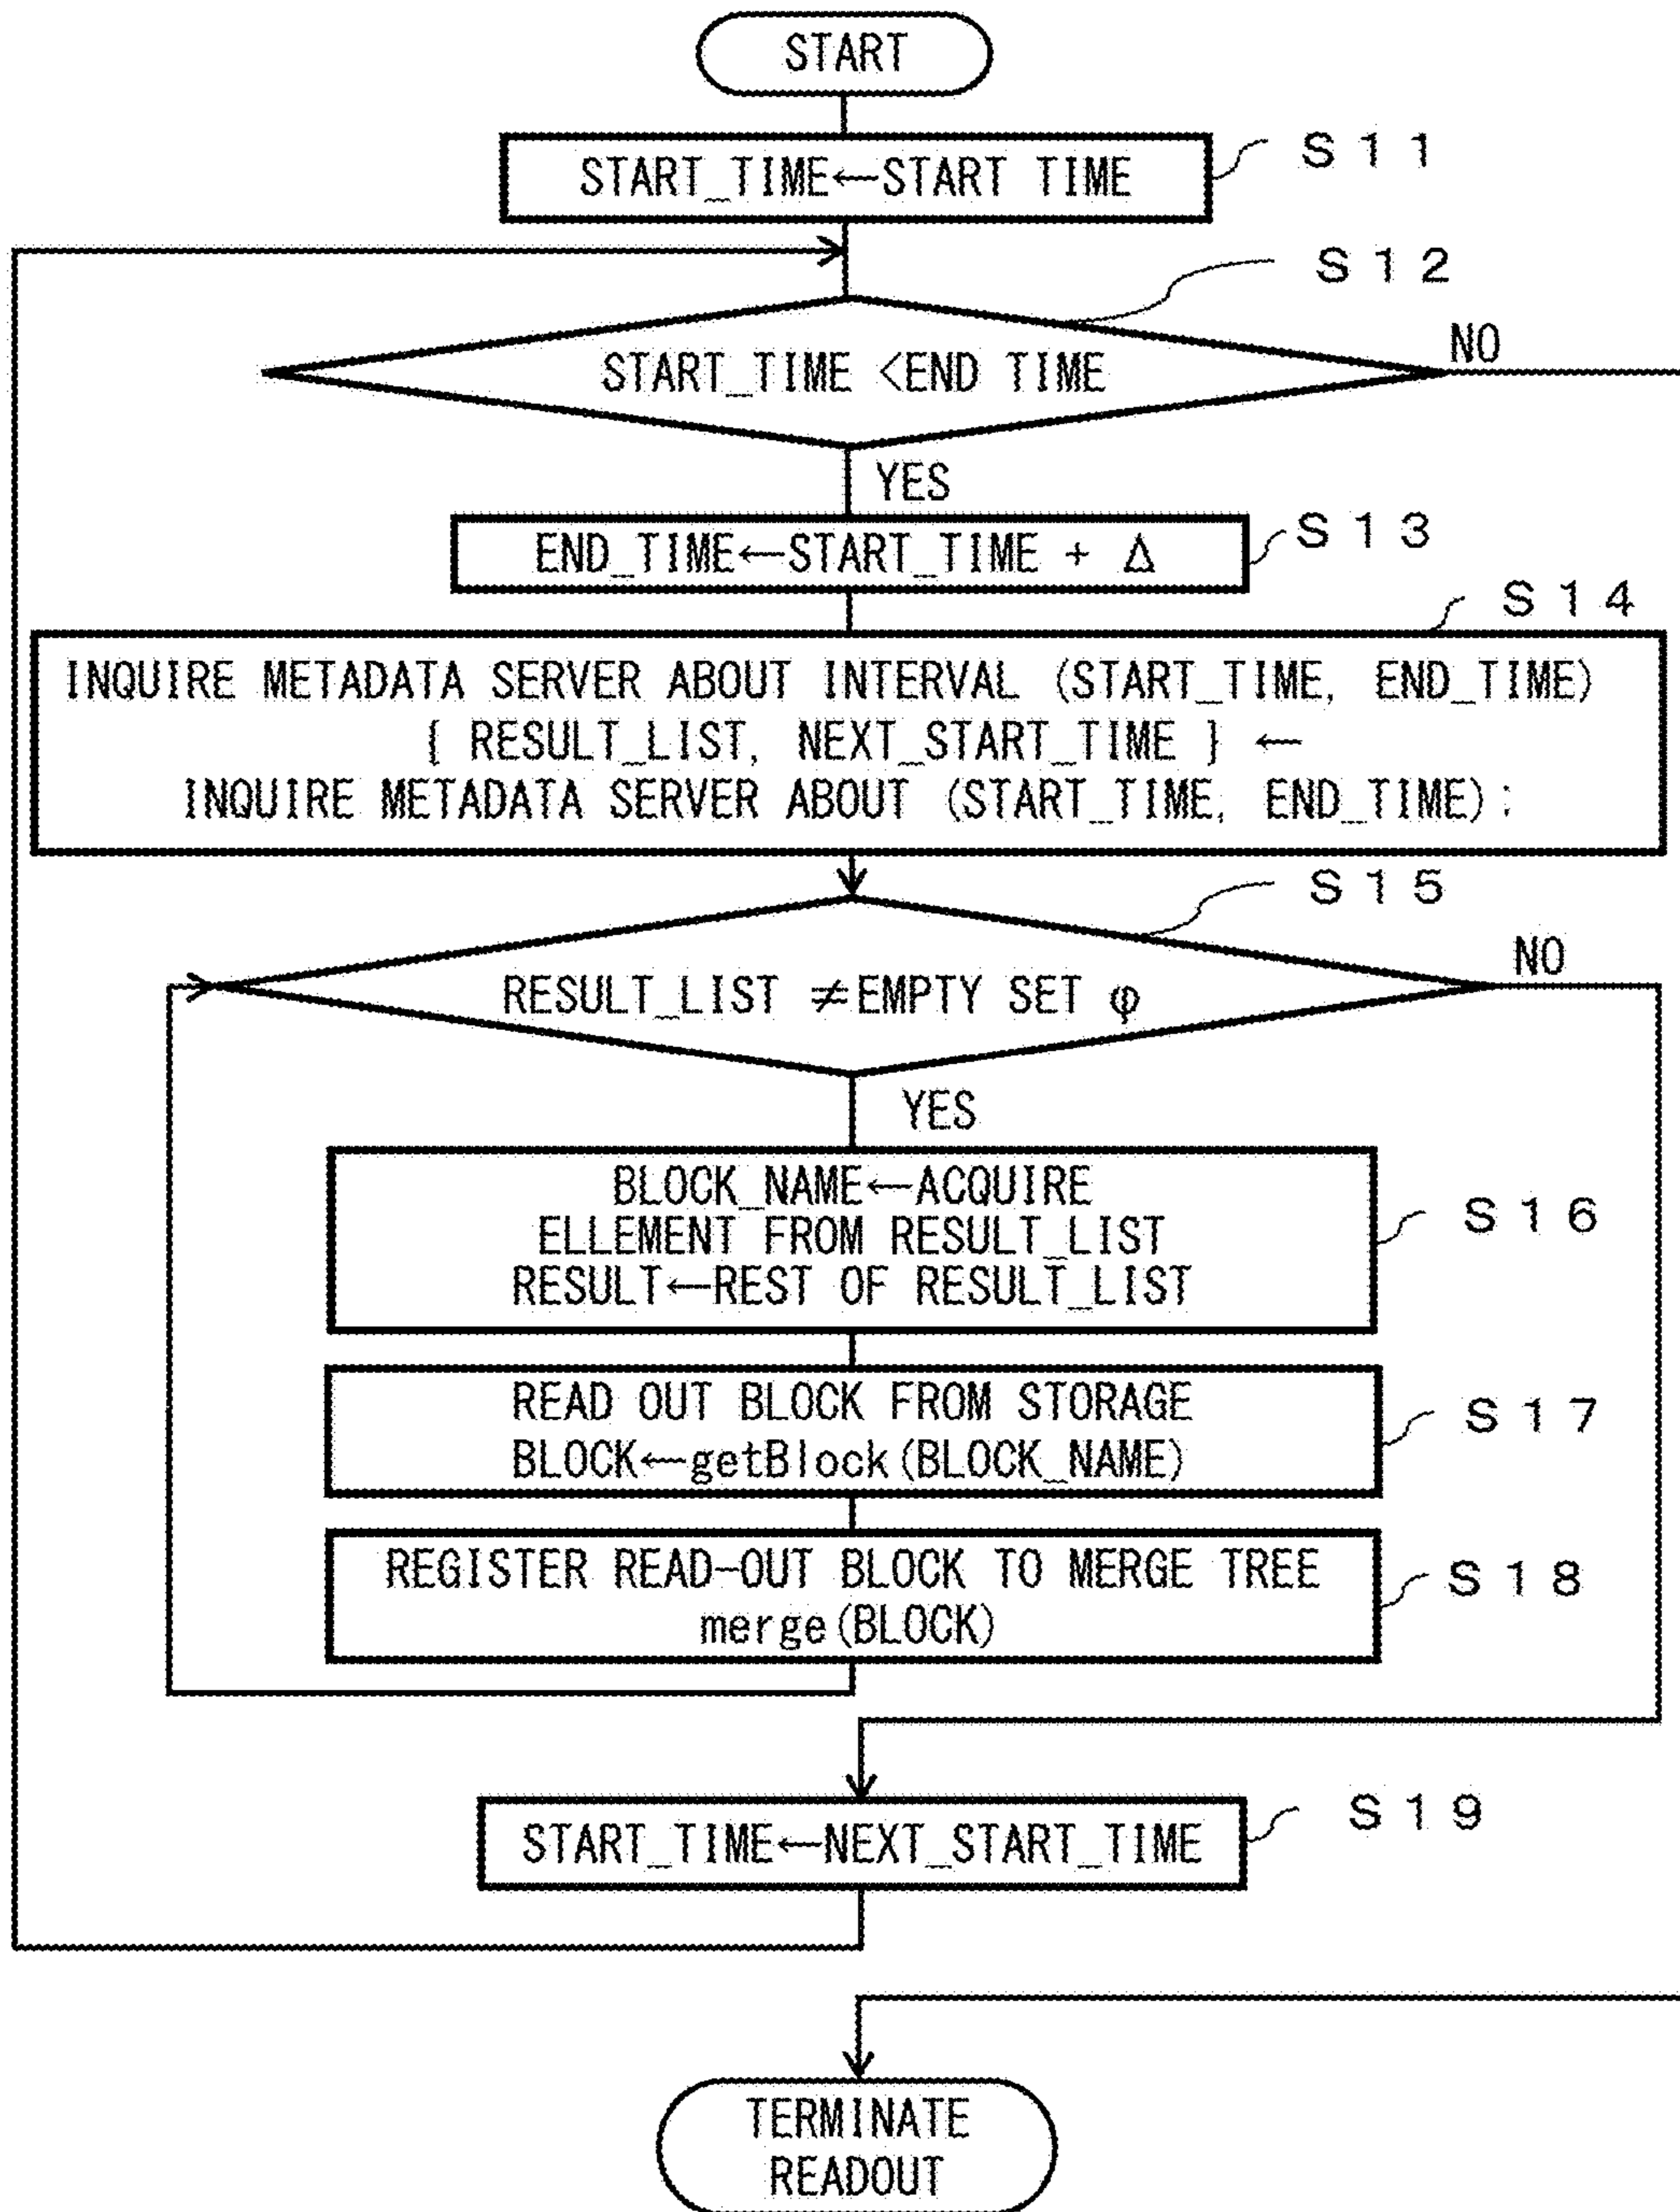 START
START_TIME←START TIME
S11
S12
START_TIME <END TIME
NO
YES
END_TIME←START_TIME + Δ
S13
S14
INQUIRE METADATA SERVER ABOUT INTERVAL (START_TIME, END_TIME)
{ RESULT_LIST, NEXT_START_TIME } ←
INQUIRE METADATA SERVER ABOUT (START_TIME, END_TIME);
S15
RESULT_LIST ≠EMPTY SET φ
NO
YES
BLOCK_NAME←ACQUIRE
ELLEMENT FROM RESULT_LIST
RESULT←REST OF RESULT_LIST
S16
READ OUT BLOCK FROM STORAGE
BLOCK←getBlock(BLOCK_NAME)
S17
REGISTER READ-OUT BLOCK TO MERGE TREE
merge(BLOCK)
S18
START_TIME←NEXT_START_TIME
S19
TERMINATE
READOUT